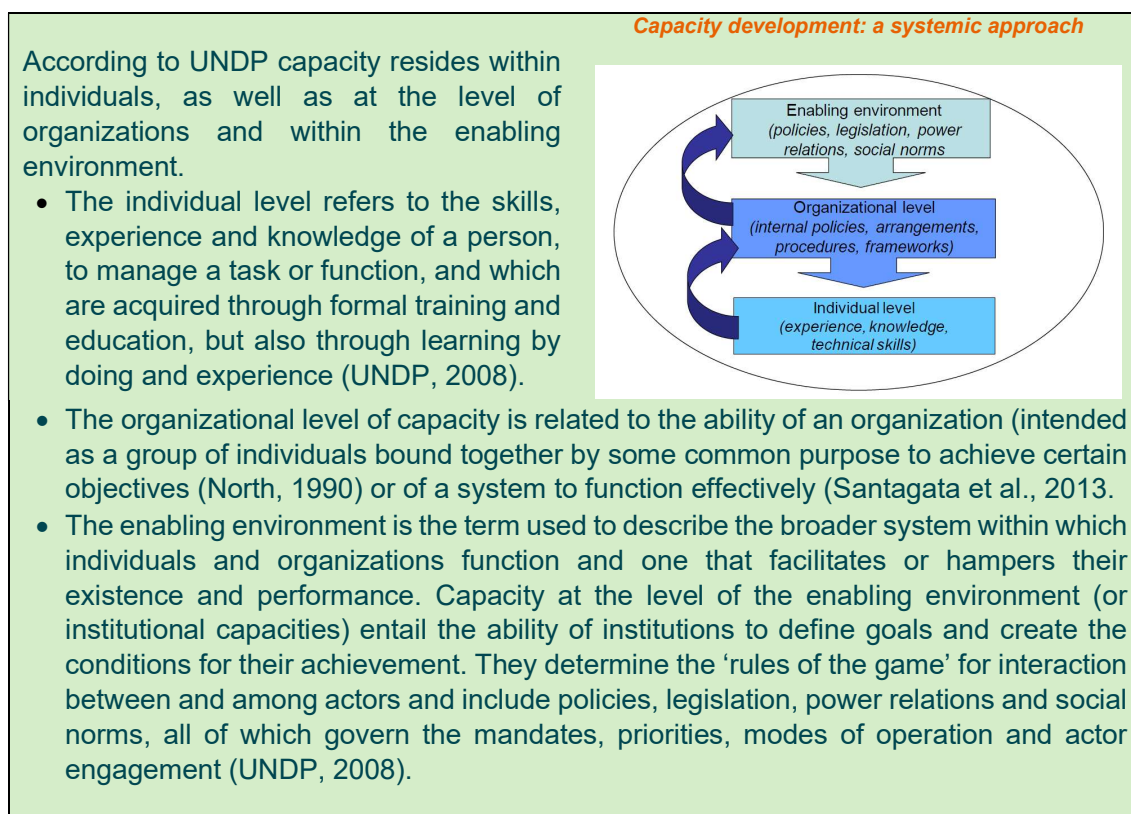 Capacity development: a systemic approach
According to UNDP capacity resides within
individuals, as well as at the level of
organizations and within the enabling
environment.
• The individual level refers to the skills,
experience and knowledge of a person,
to manage a task or function, and which
are acquired through formal training and
education, but also through learning by
doing and experience (UNDP, 2008).
Enabling environment
(policies, legislation, power
relations, social norms
Organizational level
(internal policies, arrangements,
procedures, frameworks)
Individual level
(experience, knowledge,
technical skills)
• The organizational level of capacity is related to the ability of an organization (intended
as a group of individuals bound together by some common purpose to achieve certain
objectives (North, 1990) or of a system to function effectively (Santagata et al., 2013.
• The enabling environment is the term used to describe the broader system within which
individuals and organizations function and one that facilitates or hampers their
existence and performance. Capacity at the level of the enabling environment (or
institutional capacities) entail the ability of institutions to define goals and create the
conditions for their achievement. They determine the ‘rules of the game’ for interaction
between and among actors and include policies, legislation, power relations and social
norms, all of which govern the mandates, priorities, modes of operation and actor
engagement (UNDP, 2008).